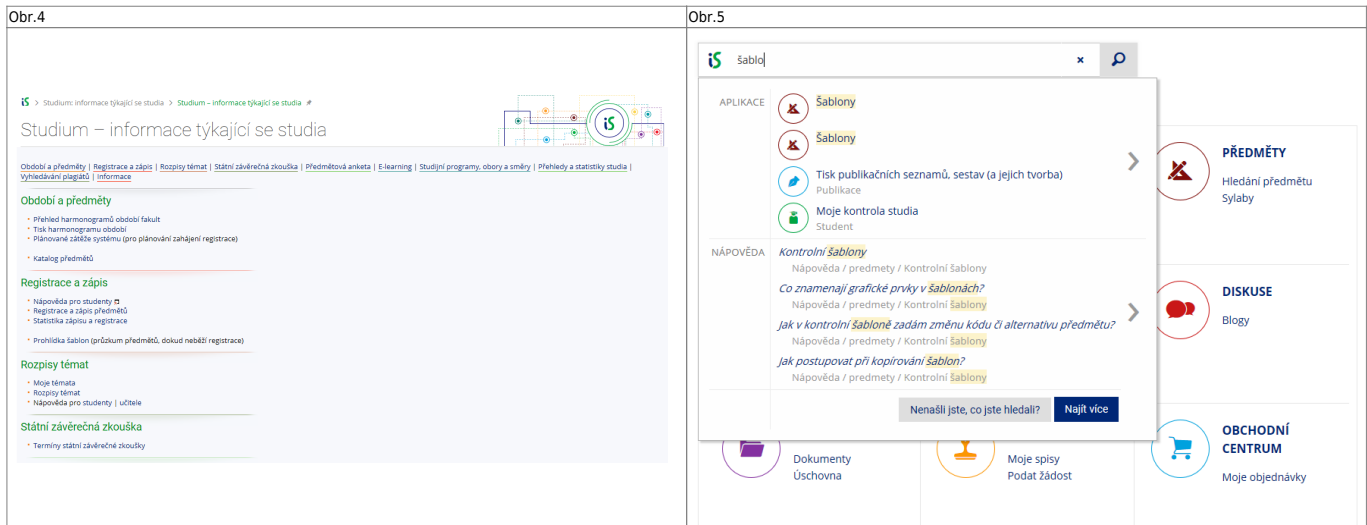 Obr.4
Obr.5
iS > Studium: informace týkající se studia > Studium – informace týkající se studia
iS
Studium – informace týkající se studia
Období a předměty | Registrace a zápis | Rozpisy témat | Státní závěrečná zkouška | Předmětová anketa | E-learning | Studijní programy, obory a směry | Přehledy a statistiky studia |
Vyhledávání plagiátů | Informace
Období a předměty
Přehled harmonogramů období fakult
Tisk harmonogramu období
Plánované zátěže systému (pro plánování zahájení registrace)
Katalog předmětů
Registrace a zápis
Nápověda pro studenty
Registrace a zápis předmětů
Statistika zápisu a registrace
Prohlídka šablon (průzkum předmětů, dokud neběží registrace)
Rozpisy témat
Moje témata
Rozpisy témat
Nápověda pro studenty | učitele
Státní závěrečná zkouška
Termíny státní závěrečné zkoušky
iS šablo ×
APLIKACE
Šablony
Šablony
Tisk publikačních seznamů, sestav (a jejich tvorba)
Publikace
Moje kontrola studia
Student
NÁPOVĚDA
Kontrolní šablony
Nápověda / predmety / Kontrolní šablony
Co znamenají grafické prvky v šablonách?
Nápověda / predmety / Kontrolní šablony
Jak v kontrolní šabloně zadám změnu kódu či alternativu předmětu?
Nápověda / predmety / Kontrolní šablony
Jak postupovat při kopírování šablon?
Nápověda / predmety / Kontrolní šablony
Nenašli jste, co jste hledali?
Najít více
PŘEDMĚTY
Hledání předmětu
Sylaby
DISKUSE
Blogy
Dokumenty
Úschovna
Moje spisy
Podat žádost
OBCHODNÍ
CENTRUM
Moje objednávky